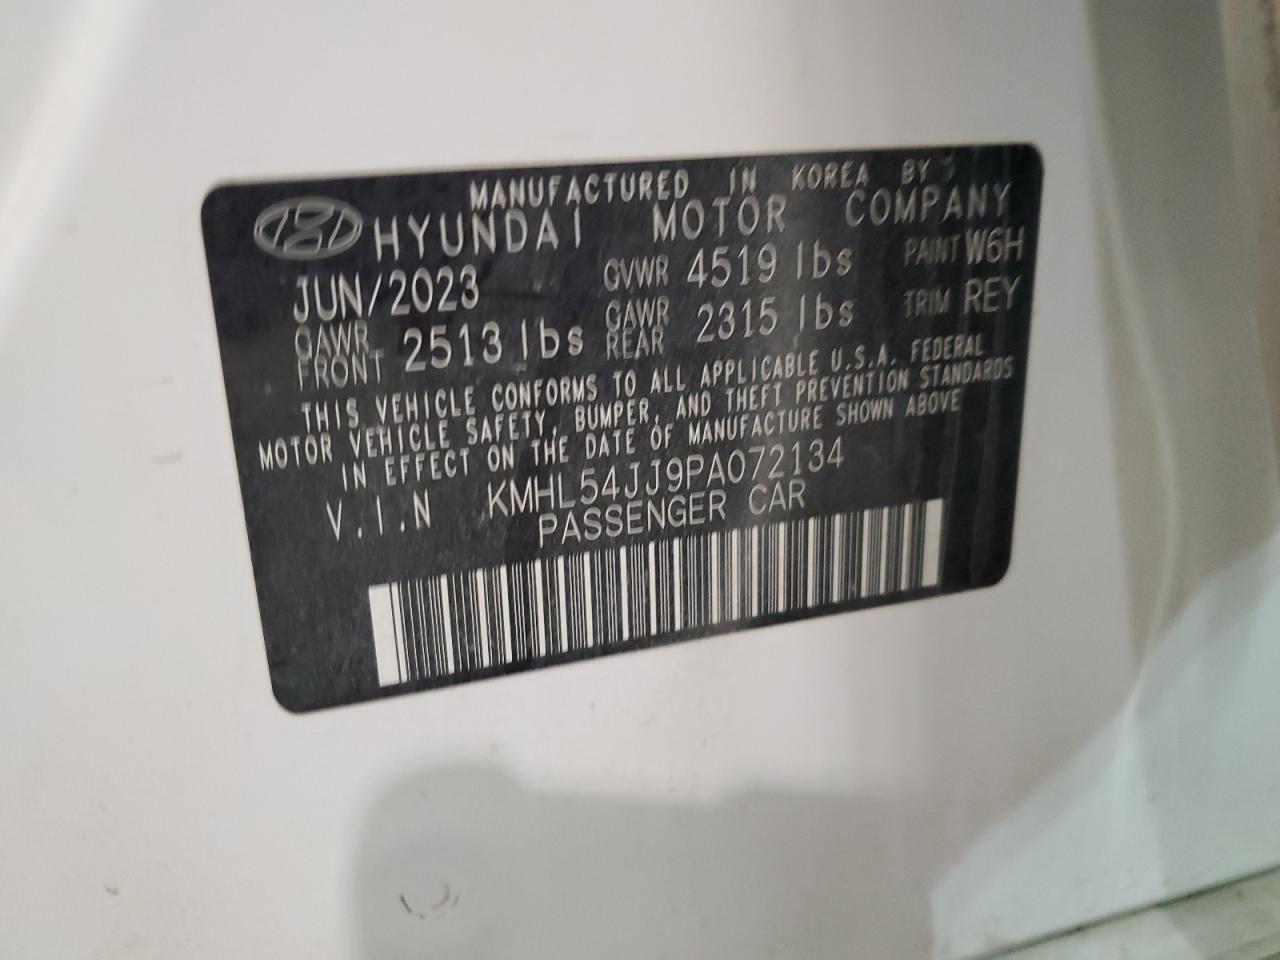 MANUFACTURED IN KOREA BY
HYUNDAI MOTOR COMPANY
JUN/2023 GVWR 4519 lbs PAINT W6H
GAWR FRONT 2513 lbs GAWR REAR 2315 lbs TRIM REY
THIS VEHICLE CONFORMS TO ALL APPLICABLE U.S.A. FEDERAL
MOTOR VEHICLE SAFETY, BUMPER, AND THEFT PREVENTION STANDARDS
IN EFFECT ON THE DATE OF MANUFACTURE SHOWN ABOVE
V.I.N KMHL54JJ9PA072134
PASSENGER CAR